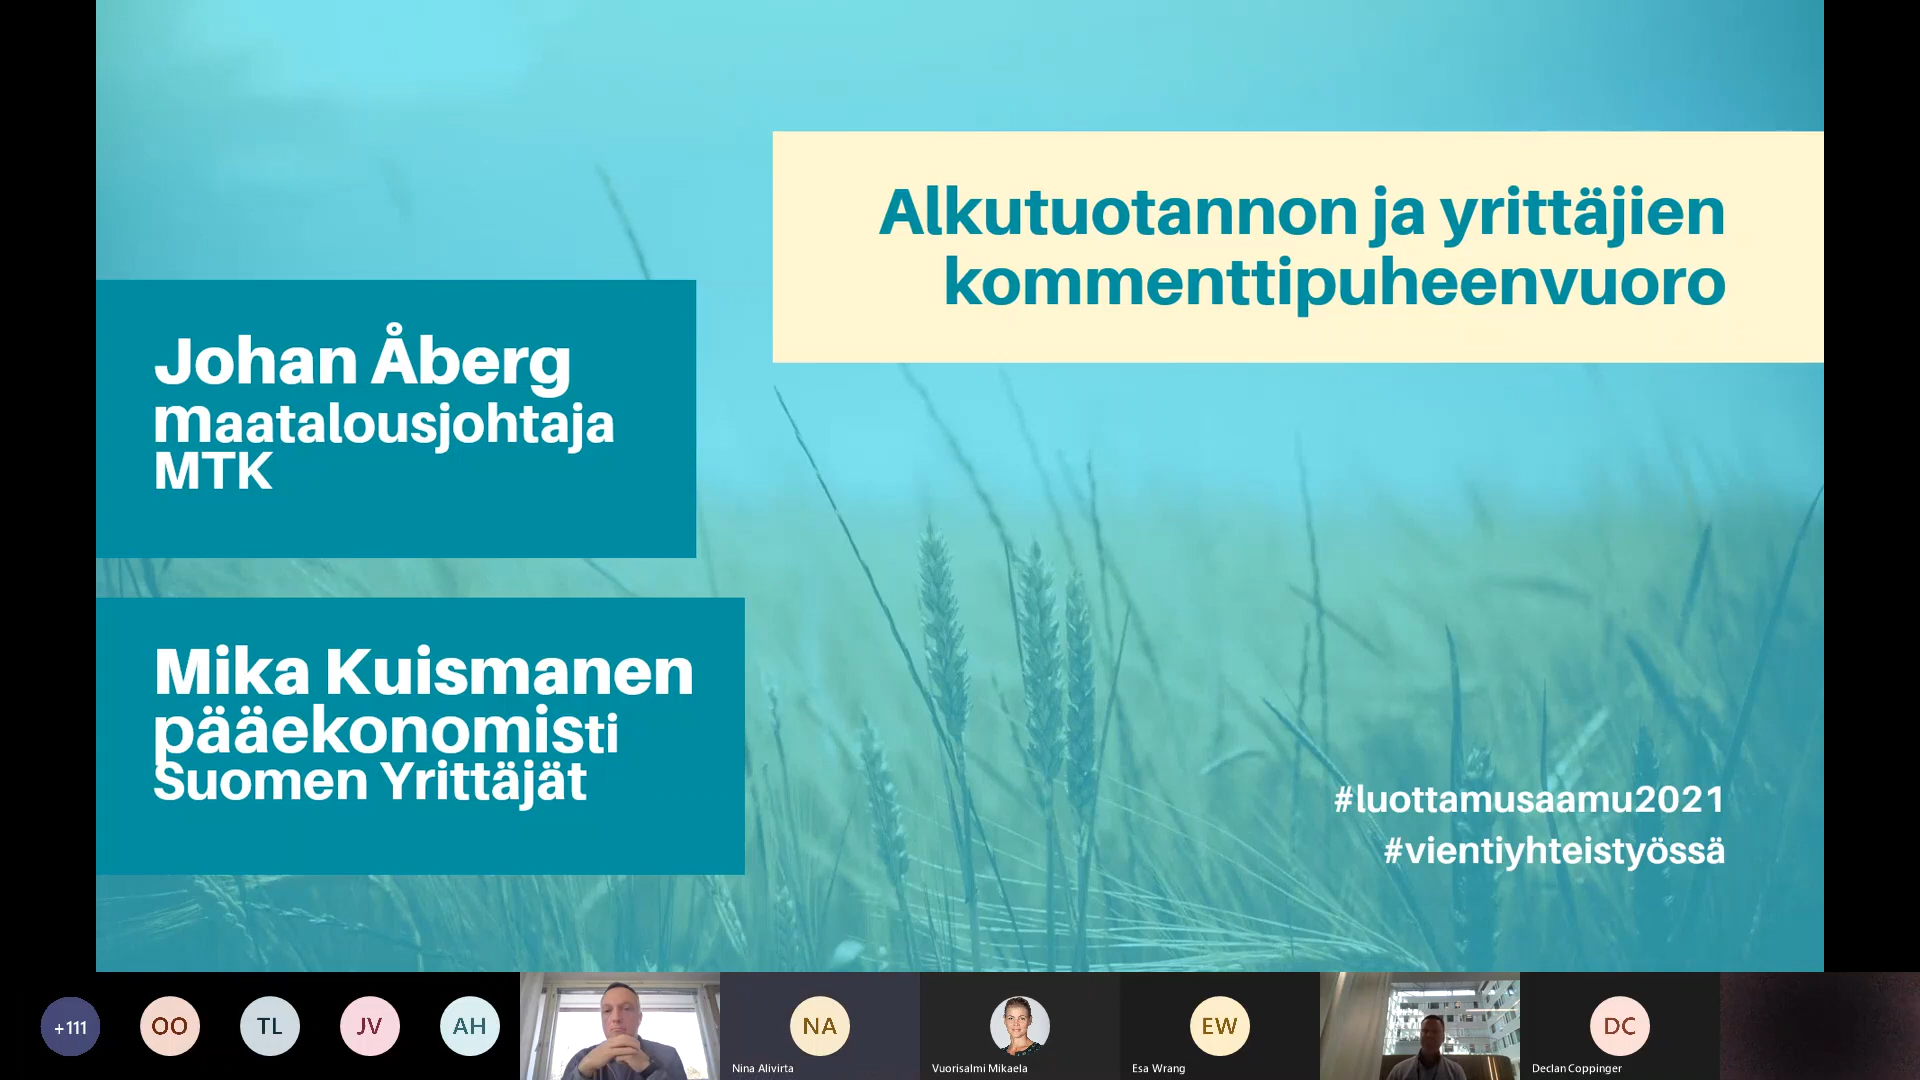 Alkutuotannon ja yrittäjien
kommenttipuheenvuoro
Johan Åberg
maatalousjohtaja
MTK
Mika Kuismanen
pääekonomisti
Suomen Yrittäjät
#luottamusaamu2021
#vientiyhteistyössä
+111
OO
TL
JV
AH
NA
Nina Alivirta
Vuorisalmi Mikaela
EW
Esa Wrang
DC
Declan Coppinger